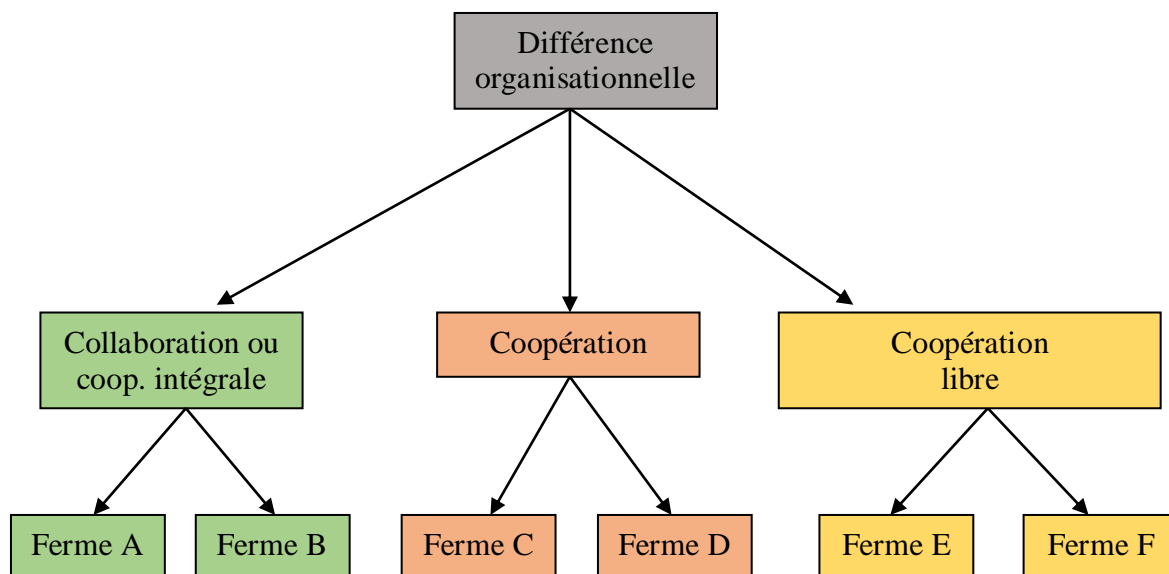 Différence
organisationnelle
Collaboration ou
coop. intégrale
Coopération
Coopération
libre
Ferme A
Ferme B
Ferme C
Ferme D
Ferme E
Ferme F